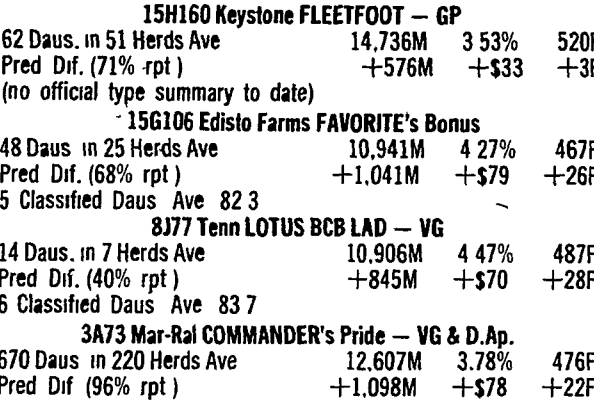 15H160 Keystone FLEETFOOT — GP
62 Daus. in 51 Herds Ave 14,736M 3 53% 520
Pred Dif. (71% rpt ) +576M +$33 +3
(no official type summary to date)
15G106 Edisto Farms FAVORITE's Bonus
48 Daus in 25 Herds Ave 10,941M 4 27% 467F
Pred Dif. (68% rpt ) +1,041M +$79 +26F
5 Classified Daus Ave 82 3
8J77 Tenn LOTUS BCB LAD — VG
14 Daus. in 7 Herds Ave 10,906M 4 47% 487F
Pred Dif. (40% rpt ) +845M +$70 +28F
6 Classified Daus Ave 83 7
3A73 Mar-Ral COMMANDER's Pride — VG & D.Ap.
670 Daus in 220 Herds Ave 12,607M 3.78% 476F
Pred Dif (96% rpt ) +1,098M +$78 +22F